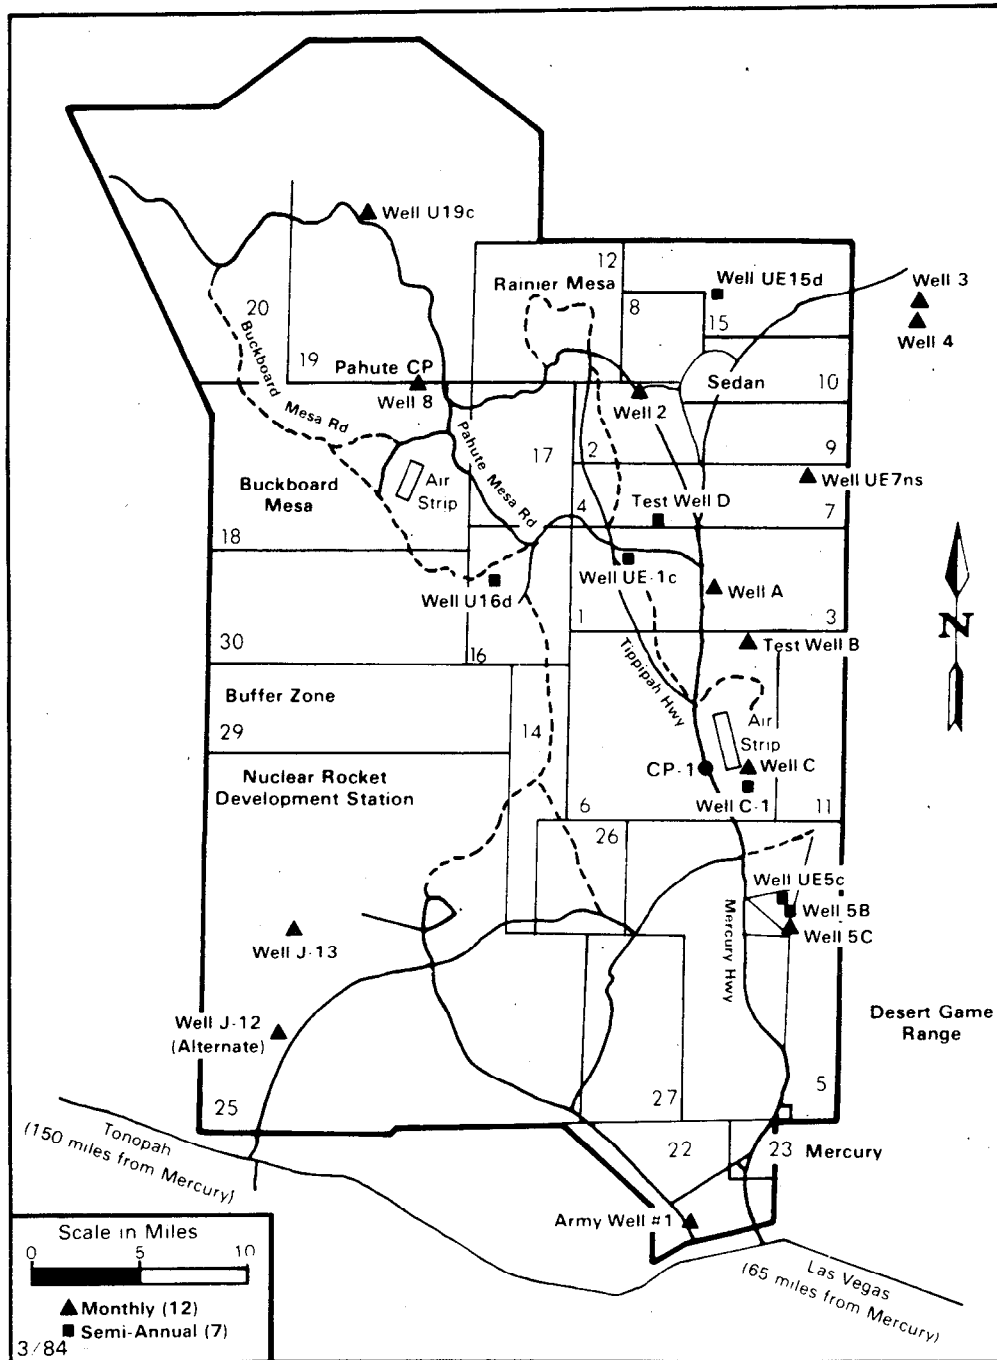 Well U19c
12
Rainier Mesa
Well UE15d
Well 3
8
20
15
Well 4
19
Pahute CP
Sedan
10
Well 8
Well 2
Buckboard
Mesa Rd
Pahute Mesa Rd
17
2
9
Buckboard
Mesa
Air
Strip
Well UE7ns
Test Well D
4
7
18
Well UE-1c
Well U16d
Well A
N
1
3
30
16
Test Well B
Tippipah Hwy
Buffer Zone
29
14
Air
Strip
Nuclear Rocket
Development Station
CP-1
Well C
Well C-1
6
11
26
Well UE5c
Well 5B
Well 5C
Mercury Hwy
Well J-13
Desert Game
Range
Well J-12
(Alternate)
5
25
27
Tonopah
(150 miles from Mercury)
22
23
Mercury
Army Well #1
Scale in Miles
0 5 10
Monthly (12)
Semi-Annual (7)
3/84
Las Vegas
(65 miles from Mercury)